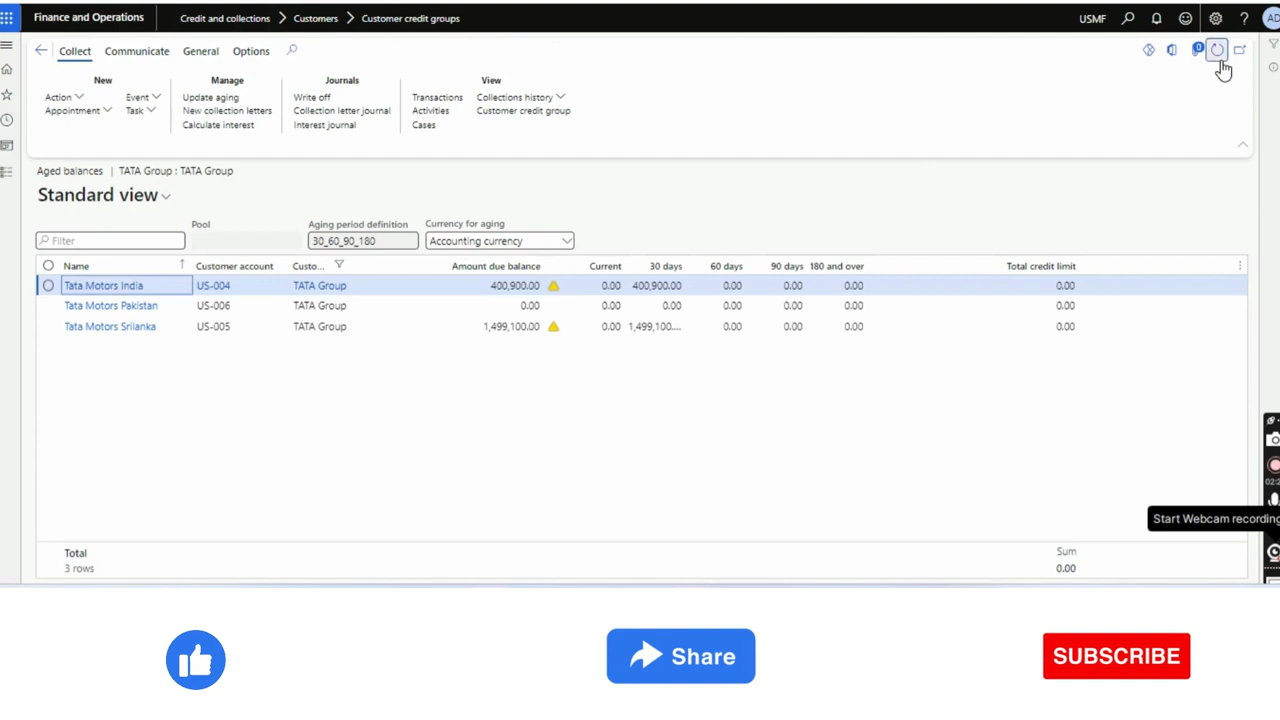 Finance and Operations Credit and collections Customers Customer credit groups USMF
Collect Communicate General Options
New Manage Journals View
Action Event Update aging Write off Transactions Collections history
Appointment Task New collection letters Collection letter journal Activities Customer credit group
Calculate interest Interest journal Cases
Aged balances | TATA Group : TATA Group
Standard view
Pool Aging period definition Currency for aging
Filter 30_60_90_180 Accounting currency
Name Customer account Custo... Amount due balance Current 30 days 60 days 90 days 180 and over Total credit limit
Tata Motors India US-004 TATA Group 400,900.00 0.00 400,900.00 0.00 0.00 0.00 0.00
Tata Motors Pakistan US-006 TATA Group 0.00 0.00 0.00 0.00 0.00 0.00 0.00
Tata Motors Srilanka US-005 TATA Group 1,499,100.00 0.00 1,499,100.... 0.00 0.00 0.00 0.00
Start Webcam recording
Total Sum
3 rows 0.00
Share
SUBSCRIBE